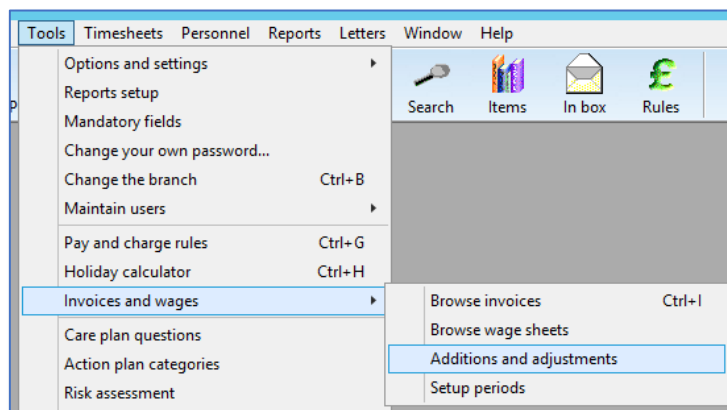 Tools Timesheets Personnel Reports Letters Window Help
Search Items In box Rules
Options and settings
Reports setup
Mandatory fields
Change your own password...
Change the branch Ctrl+B
Maintain users
Pay and charge rules Ctrl+G
Holiday calculator Ctrl+H
Invoices and wages
Care plan questions
Action plan categories
Risk assessment
Browse invoices Ctrl+I
Browse wage sheets
Additions and adjustments
Setup periods